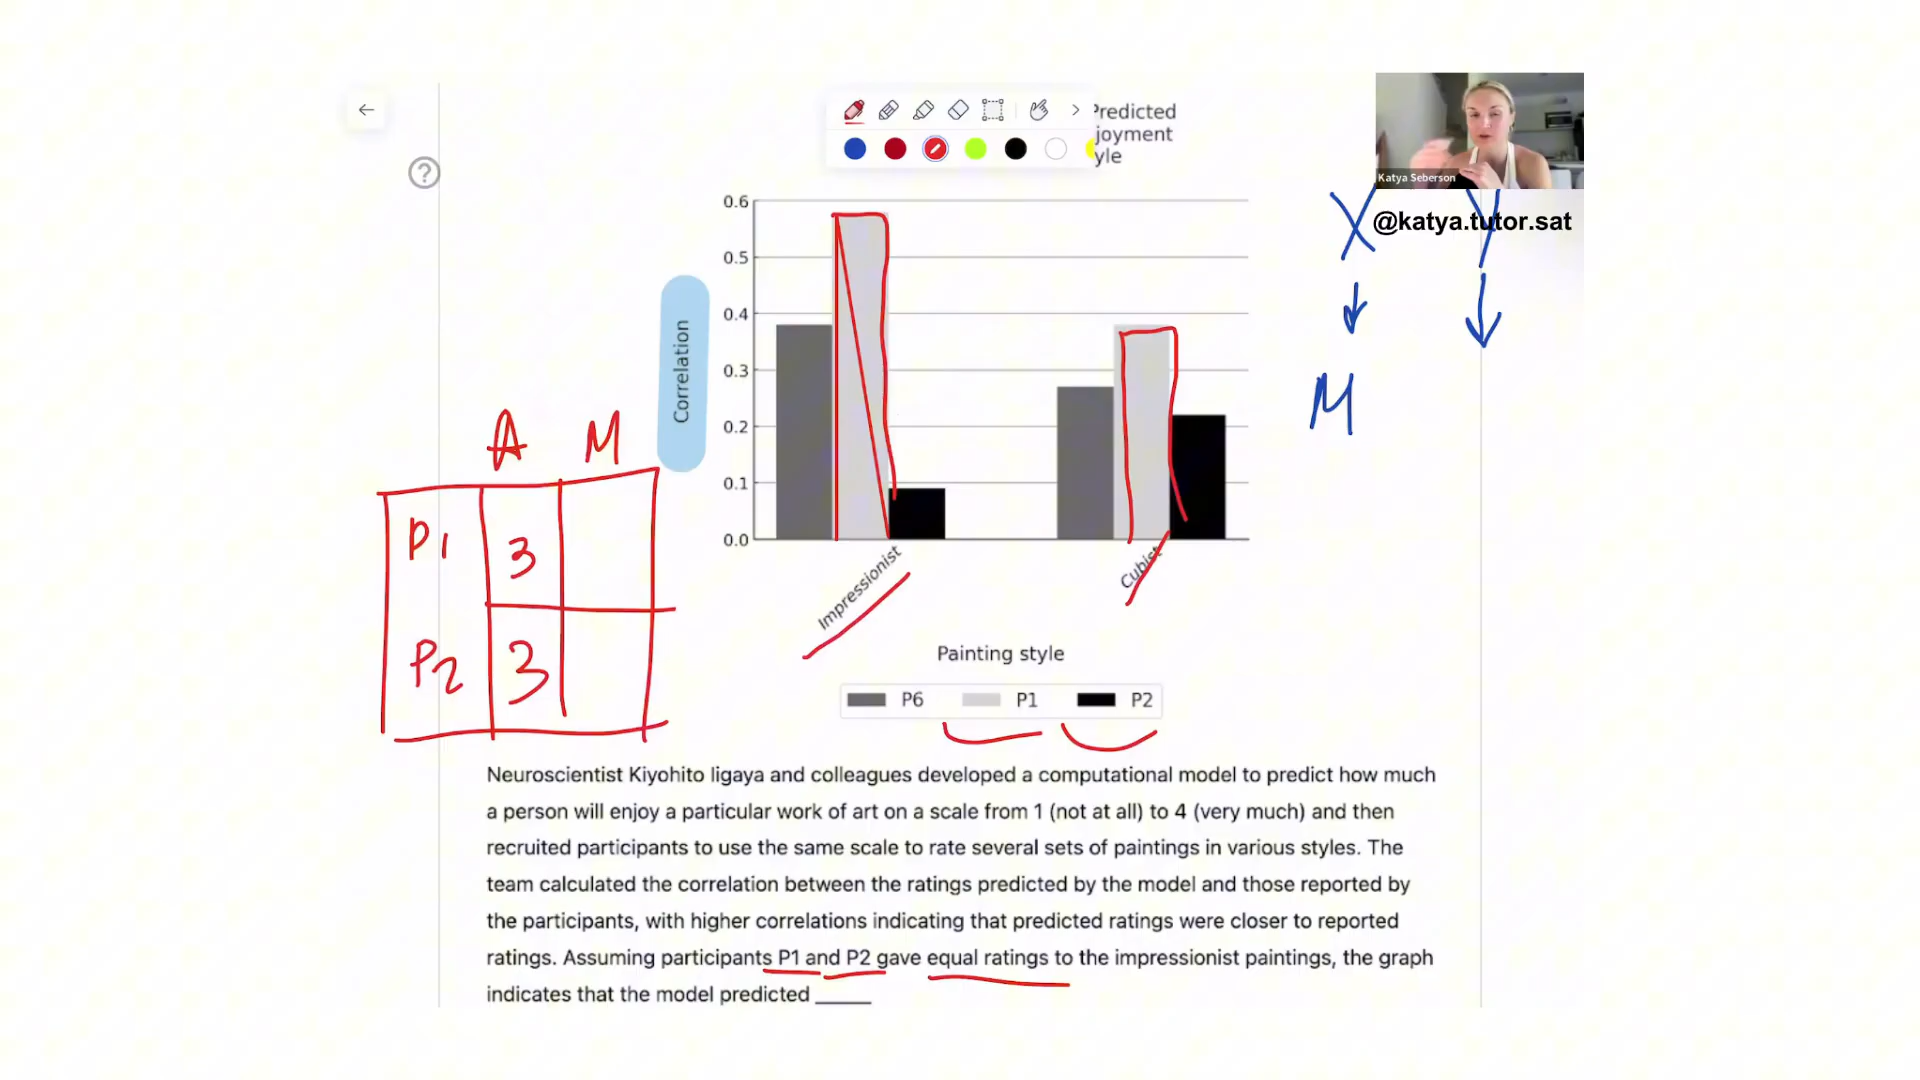 Predicted
joyment
yle
Katya Seberson
@katya.tutor.sat
X Y
M
0.6
0.5
0.4
0.3
0.2
0.1
0.0
Correlation
Impressionist
Cubist
Painting style
P6 P1 P2
A M
P1 3
P2 3
Neuroscientist Kiyohito Iigaya and colleagues developed a computational model to predict how much
a person will enjoy a particular work of art on a scale from 1 (not at all) to 4 (very much) and then
recruited participants to use the same scale to rate several sets of paintings in various styles. The
team calculated the correlation between the ratings predicted by the model and those reported by
the participants, with higher correlations indicating that predicted ratings were closer to reported
ratings. Assuming participants P1 and P2 gave equal ratings to the impressionist paintings, the graph
indicates that the model predicted ______